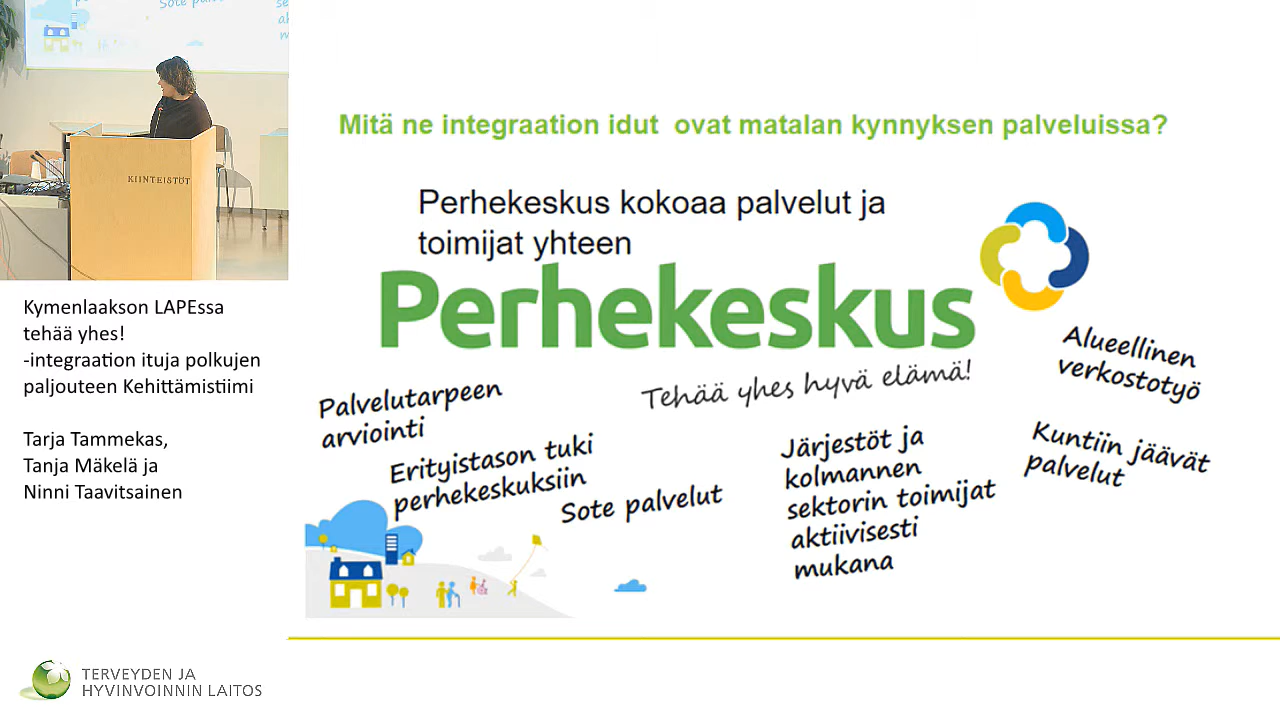 Sote palv
KIINTEISTÖT
Kymenlaakson LAPEssa
tehää yhes!
-integraation ituja polkujen
paljouteen Kehittämistiimi
Tarja Tammekas,
Tanja Mäkelä ja
Ninni Taavitsainen
TERVEYDEN JA
HYVINVOINNIN LAITOS
Mitä ne integraation idut ovat matalan kynnyksen palveluissa?
Perhekeskus kokoaa palvelut ja
toimijat yhteen
Perhekeskus
Tehää yhes hyvä elämä!
Alueellinen
verkostotyö
Palvelutarpeen
arviointi
Erityistason tuki
perhekeskuksiin
Sote palvelut
Järjestöt ja
kolmannen
sektorin toimijat
aktiivisesti
mukana
Kuntiin jäävät
palvelut